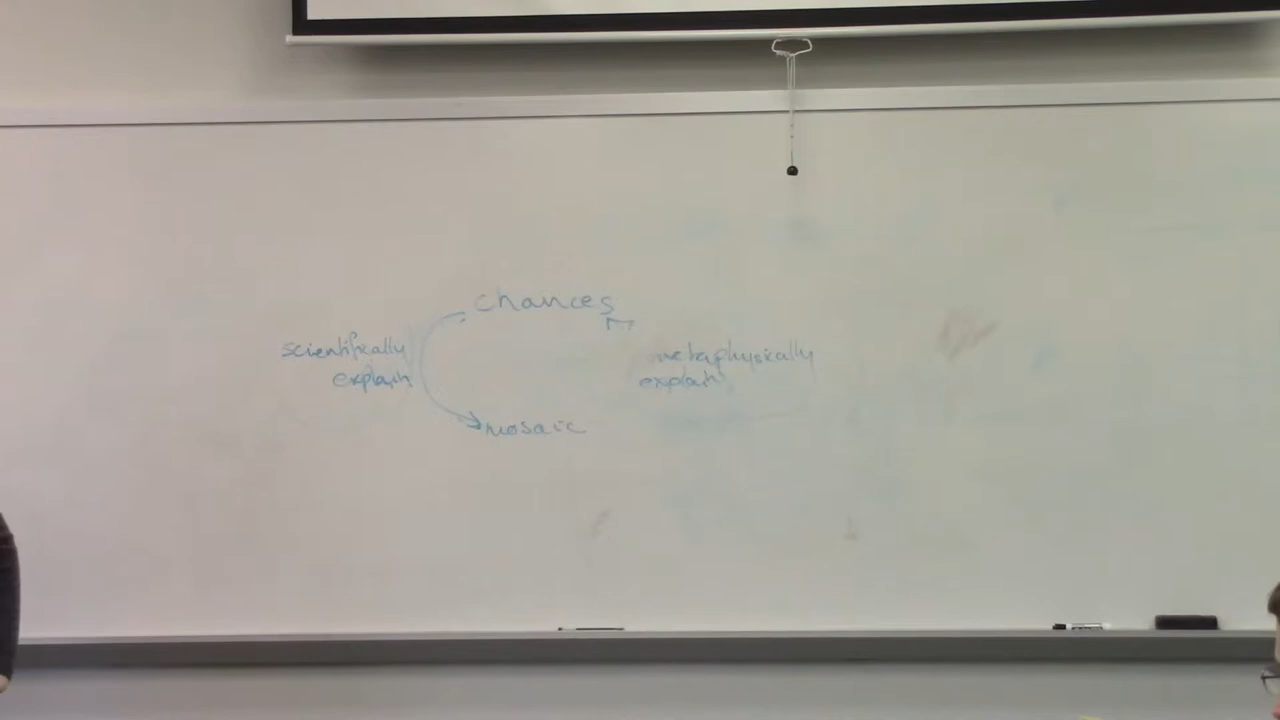 chances
scientifically
explain
metaphysically
explain
mosaic